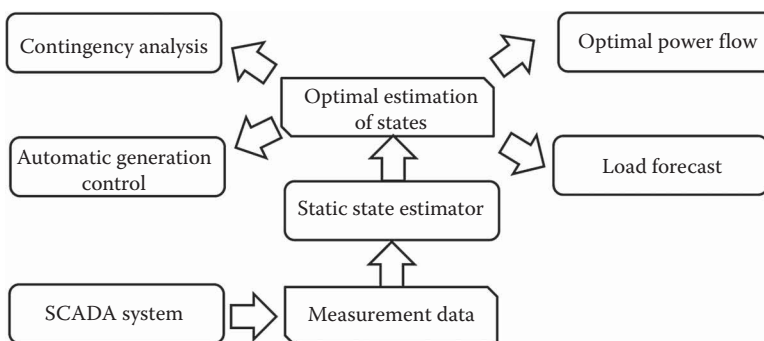 Contingency analysis
Optimal power flow
Optimal estimation
of states
Automatic generation
control
Load forecast
Static state estimator
SCADA system
Measurement data